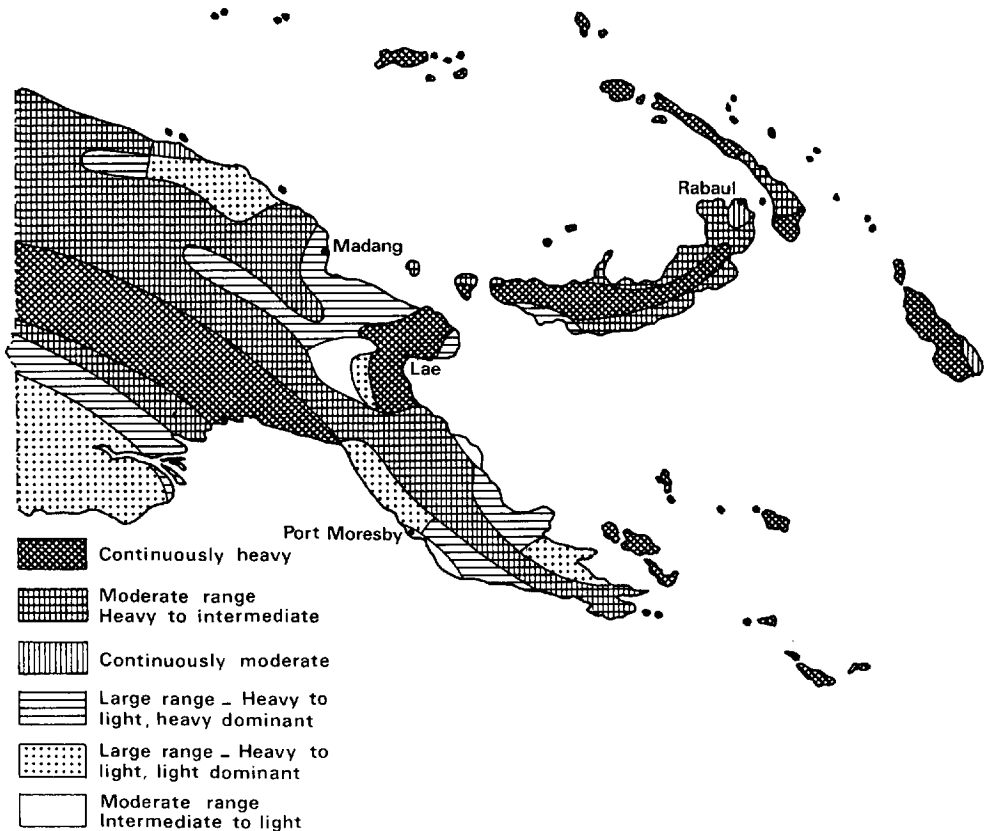 Rabaul
Madang
Lae
Port Moresby
Continuously heavy
Moderate range
Heavy to intermediate
Continuously moderate
Large range – Heavy to
light, heavy dominant
Large range – Heavy to
light, light dominant
Moderate range
Intermediate to light